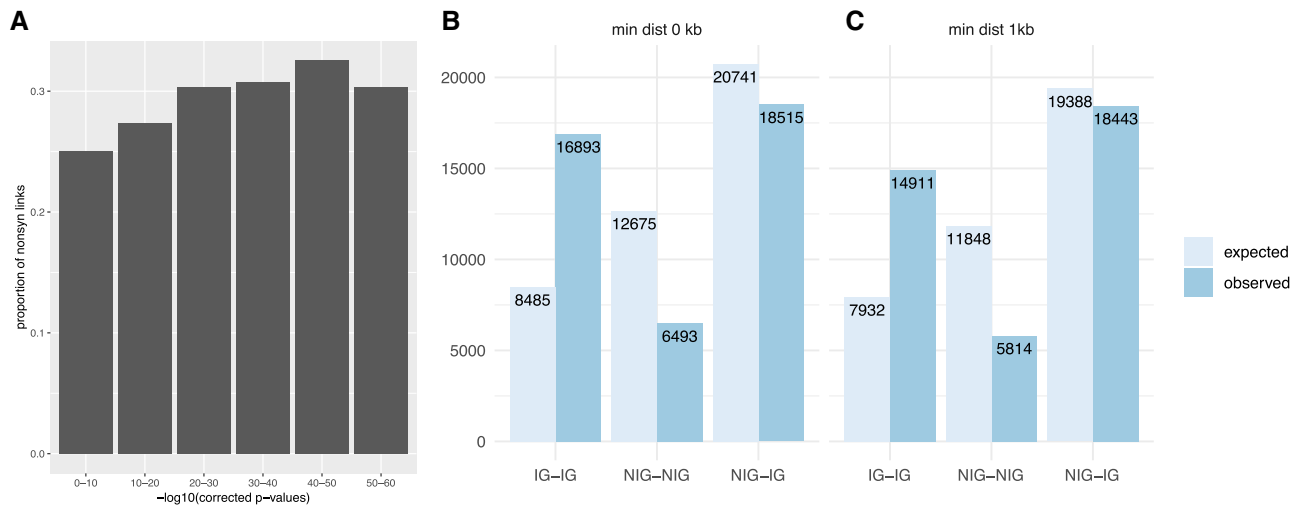 A
proportion of nonsyn links
0.3
0.2
0.1
0.0
0–10 10–20 20–30 30–40 40–50 50–60
−log10(corrected p−values)
B
min dist 0 kb
20000
15000
10000
5000
0
8485
16893
12675
6493
20741
18515
IG–IG NIG–NIG NIG–IG
C
min dist 1kb
7932
14911
11848
5814
19388
18443
IG–IG NIG–NIG NIG–IG
expected
observed